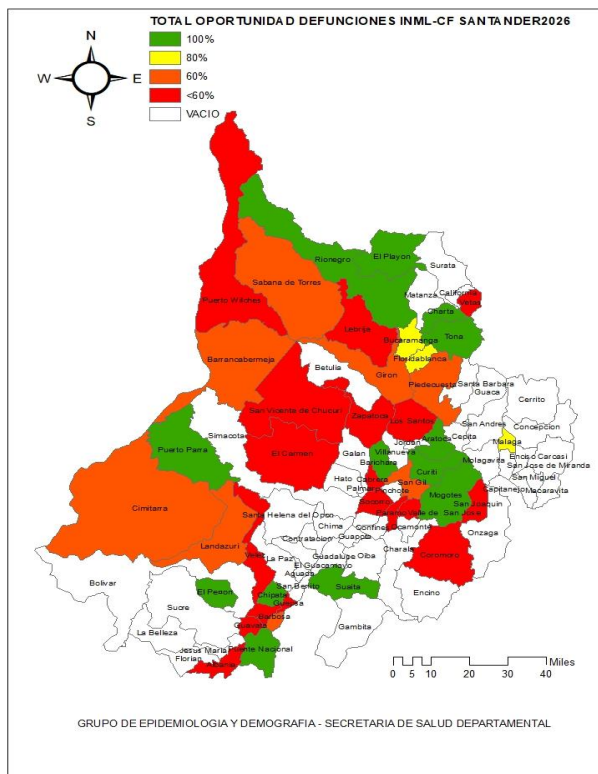 TOTAL OPORTUNIDAD DEFUNCIONES INML-CF SANTANDER2026
100%
80%
60%
<60%
VACIO
N
W
E
S
Rionegro
El Playon
Surata
Sabana de Torres
Matanza
California
Vetas
Puerto Wilches
Charta
Lebrija
Tona
Bucaramanga
Floridablanca
Barrancabermeja
Betulia
Giron
Piedecuesta
Santa Barbara
Guaca
Cerrito
San Vicente de Chucuri
Zapatoca
Los Santos
San Andres
Concepcion
Simacota
Jordan
Aratoca
Cepita
Malaga
Puerto Parra
Galan
Villanueva
Molagavita
Enciso
Carcasi
El Carmen
Barichara
Curiti
San Jose de Miranda
Hato
Cabrera
San Gil
San Miguel
Palmar
Pinchote
Mogotes
Capitanejo
Macaravita
Cimitarra
Socorro
San Joaquin
Santa Helena del Opon
Paramo
Valle de San Jose
Chima
Confines
Ocamonte
Onzaga
Contratacion
Guapota
Landazuri
Velez
La Paz
Guadalupe
Oiba
Charala
Coromoro
El Guacamayo
Aguada
Bolivar
San Benito
Encino
El Penon
Chipata
Suaita
Sucre
Guepsa
Barbosa
Gambita
La Belleza
Guavata
Jesus Maria
Puente Nacional
Florian
Albania
0 5 10 20 30 40 Miles
GRUPO DE EPIDEMIOLOGIA Y DEMOGRAFIA - SECRETARIA DE SALUD DEPARTAMENTAL